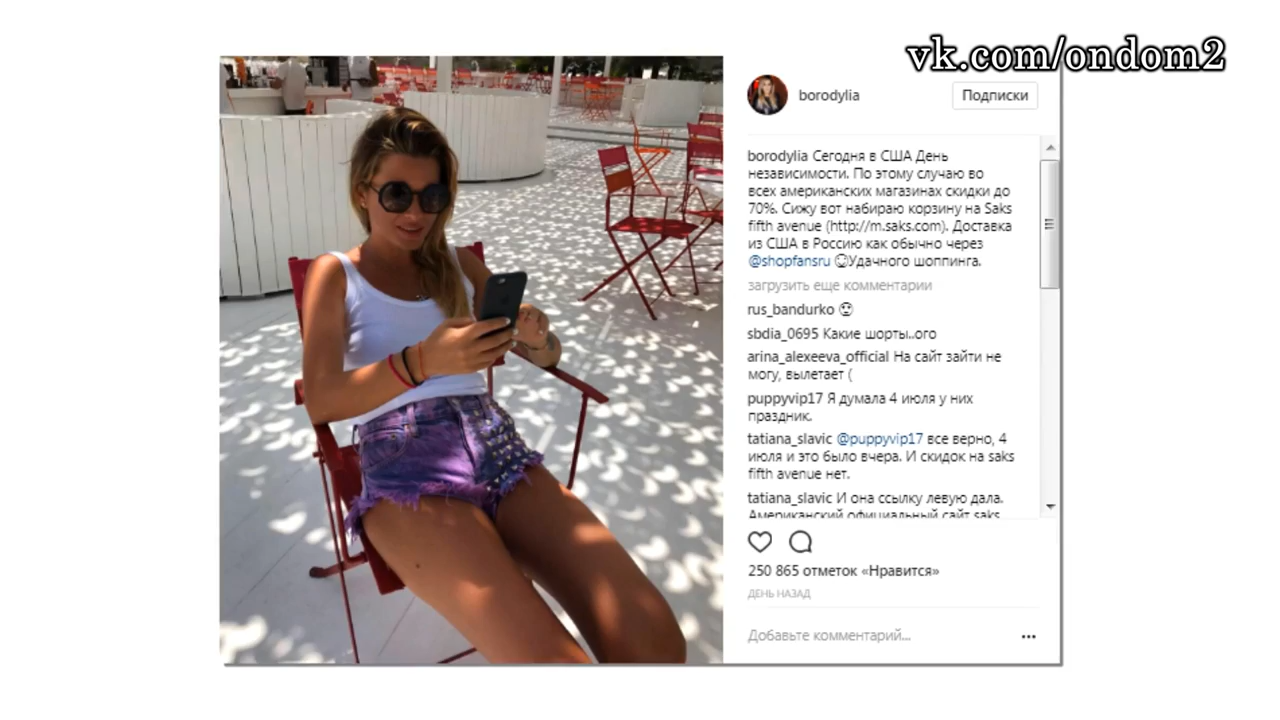 vk.com/ondom2
borodylia
Подписки
borodylia Сегодня в США День
независимости. По этому случаю во
всех американских магазинах скидки до
70%. Сижу вот набираю корзину на Saks
fifth avenue (http://m.saks.com). Доставка
из США в Россию как обычно через
@shopfansru 😍Удачного шоппинга.
загрузить еще комментарии
rus_bandurko 😍
sbdia_0695 Какие шорты..ого
arina_alexeeva_official На сайт зайти не
могу, вылетает (
puppyvip17 Я думала 4 июля у них
праздник.
tatiana_slavic @puppyvip17 все верно, 4
июля и это было вчера. И скидок на saks
fifth avenue нет.
tatiana_slavic И она ссылку левую дала.
Американский официальный сайт saks
250 865 отметок «Нравится»
ДЕНЬ НАЗАД
Добавьте комментарий...